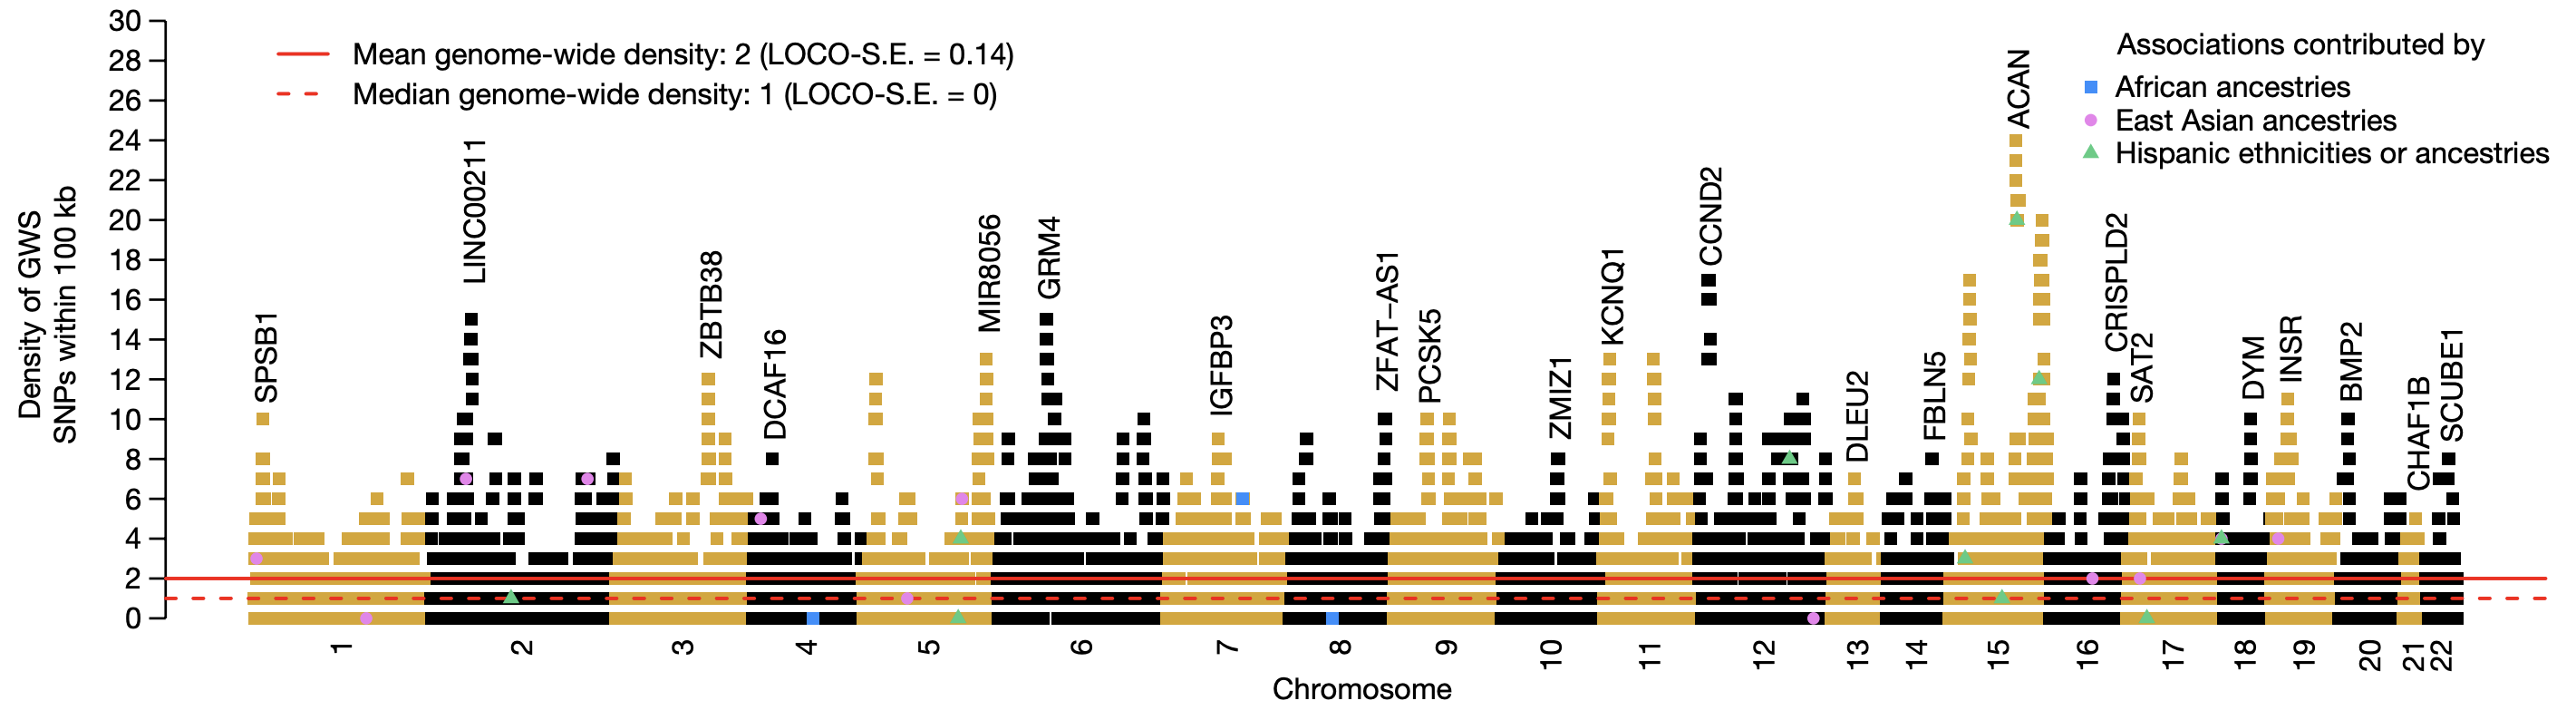 30
28
26
24
22
20
18
16
14
12
10
8
6
4
2
0
Density of GWS
SNPs within 100 kb
Mean genome-wide density: 2 (LOCO-S.E. = 0.14)
Median genome-wide density: 1 (LOCO-S.E. = 0)
Associations contributed by
African ancestries
East Asian ancestries
Hispanic ethnicities or ancestries
SPSB1
LINC00211
ZBTB38
DCAF16
MIR8056
GRM4
IGFBP3
ZFAT−AS1
PCSK5
ZMIZ1
KCNQ1
CCND2
DLEU2
FBLN5
ACAN
CRISPLD2
SAT2
DYM
INSR
BMP2
CHAF1B
SCUBE1
1
2
3
4
5
6
7
8
9
10
11
12
13
14
15
16
17
18
19
20
21
22
Chromosome